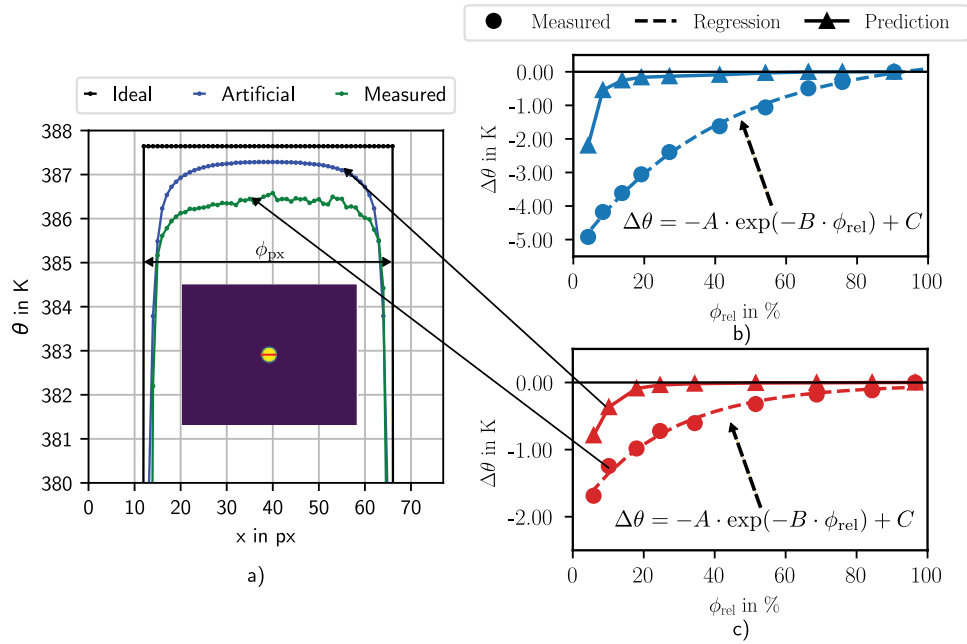 Measured Regression Prediction
Ideal Artificial Measured
388
387
386
385
384
383
382
381
380
θ in K
ϕpx
0 10 20 30 40 50 60 70
x in px
a)
0.00
-1.00
-2.00
-3.00
-4.00
-5.00
Δθ in K
Δθ = −A · exp(−B · ϕrel) + C
0 20 40 60 80 100
ϕrel in %
b)
0.00
-1.00
-2.00
Δθ in K
Δθ = −A · exp(−B · ϕrel) + C
0 20 40 60 80 100
ϕrel in %
c)